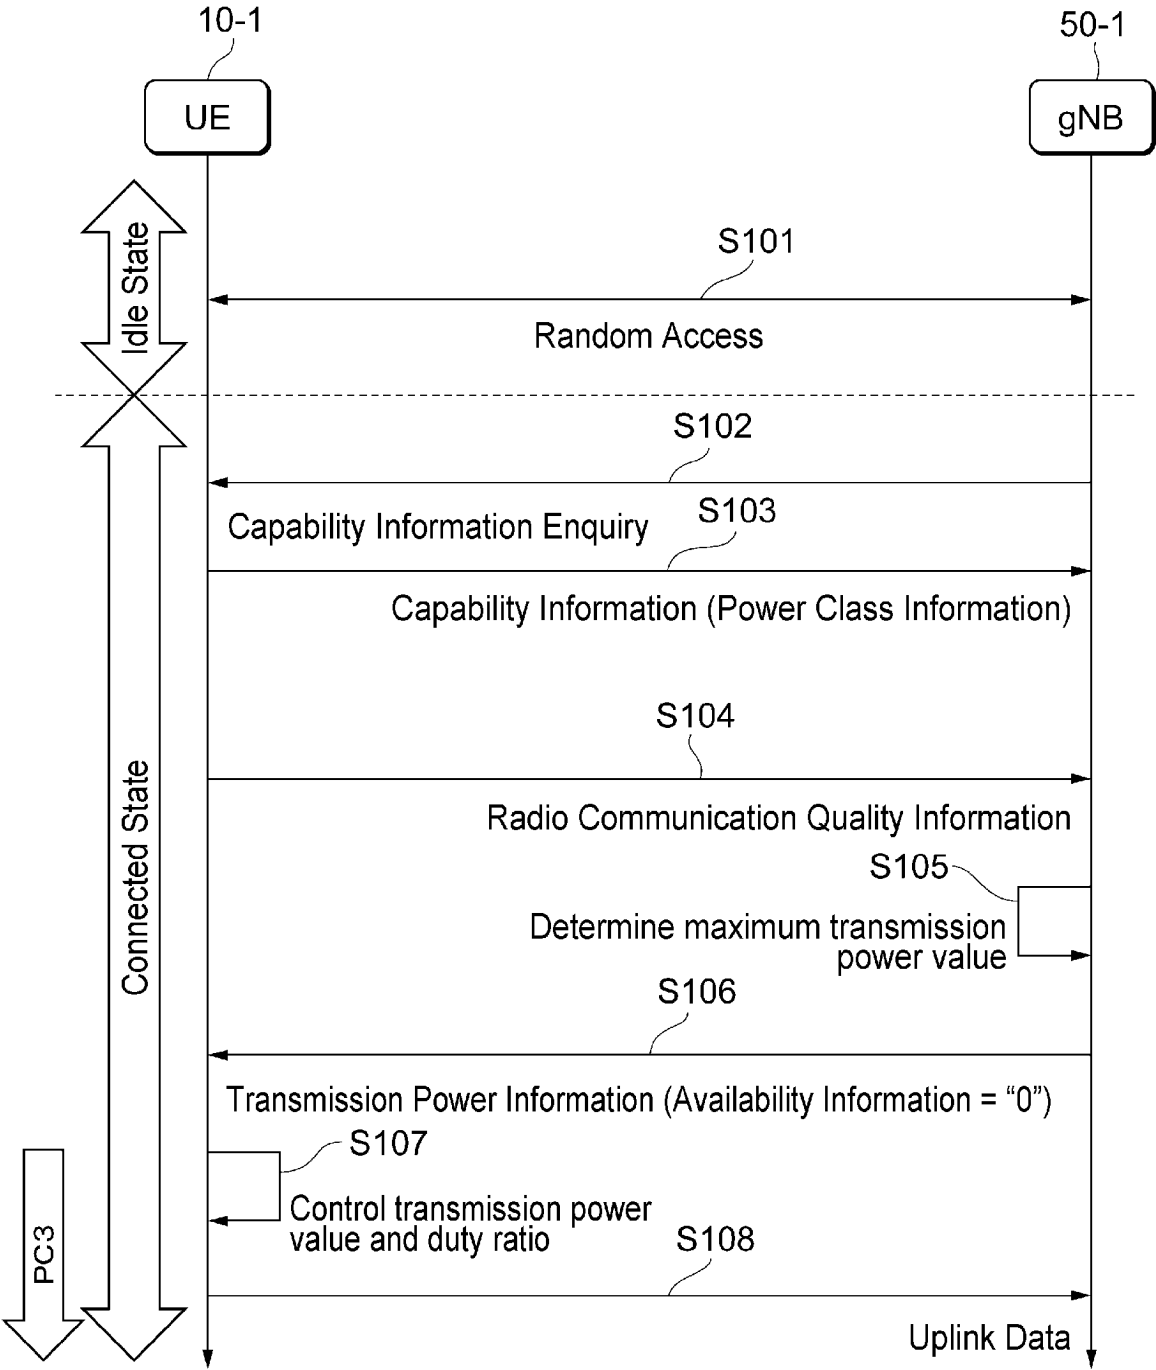 10-1
50-1
UE
gNB
Idle State
S101
Random Access
S102
Capability Information Enquiry
S103
Capability Information (Power Class Information)
Connected State
S104
Radio Communication Quality Information
S105
Determine maximum transmission
power value
S106
Transmission Power Information (Availability Information = “0”)
S107
Control transmission power
value and duty ratio
PC3
S108
Uplink Data